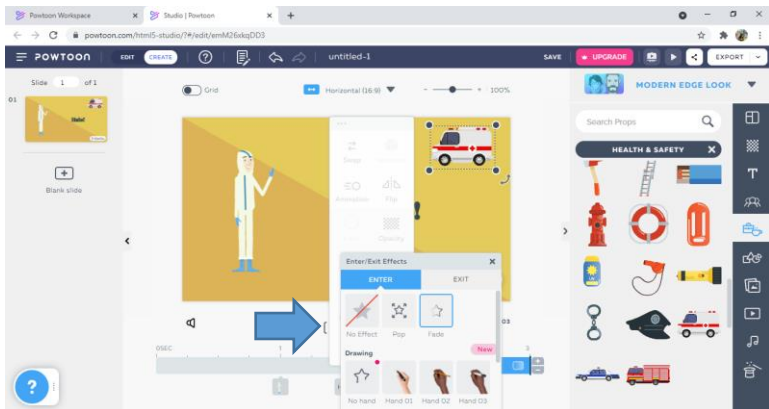 Powtoon Workspace
Studio | Powtoon
powtoon.com/html5-studio/?#/edit/emM26xkqDD3
POWTOON
EDIT
CREATE
untitled-1
SAVE
UPGRADE
EXPORT
Slide 1 of 1
Grid
Horizontal (16:9)
100%
MODERN EDGE LOOK
01
Search Props
HEALTH & SAFETY
Blank slide
Swap
Flip
Opacity
Enter/Exit Effects
ENTER
EXIT
No Effect
Pop
Fade
03
0SEC
1
3
Drawing
New
No hand
Hand 01
Hand 02
Hand 03
?